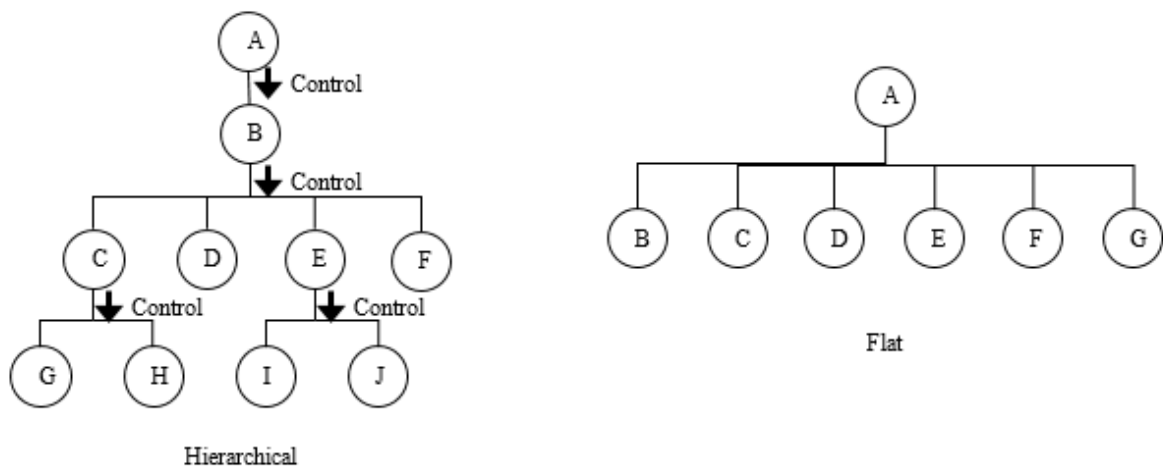 A
Control
B
Control
C D E F
Control Control
G H I J
Hierarchical
A
B C D E F G
Flat